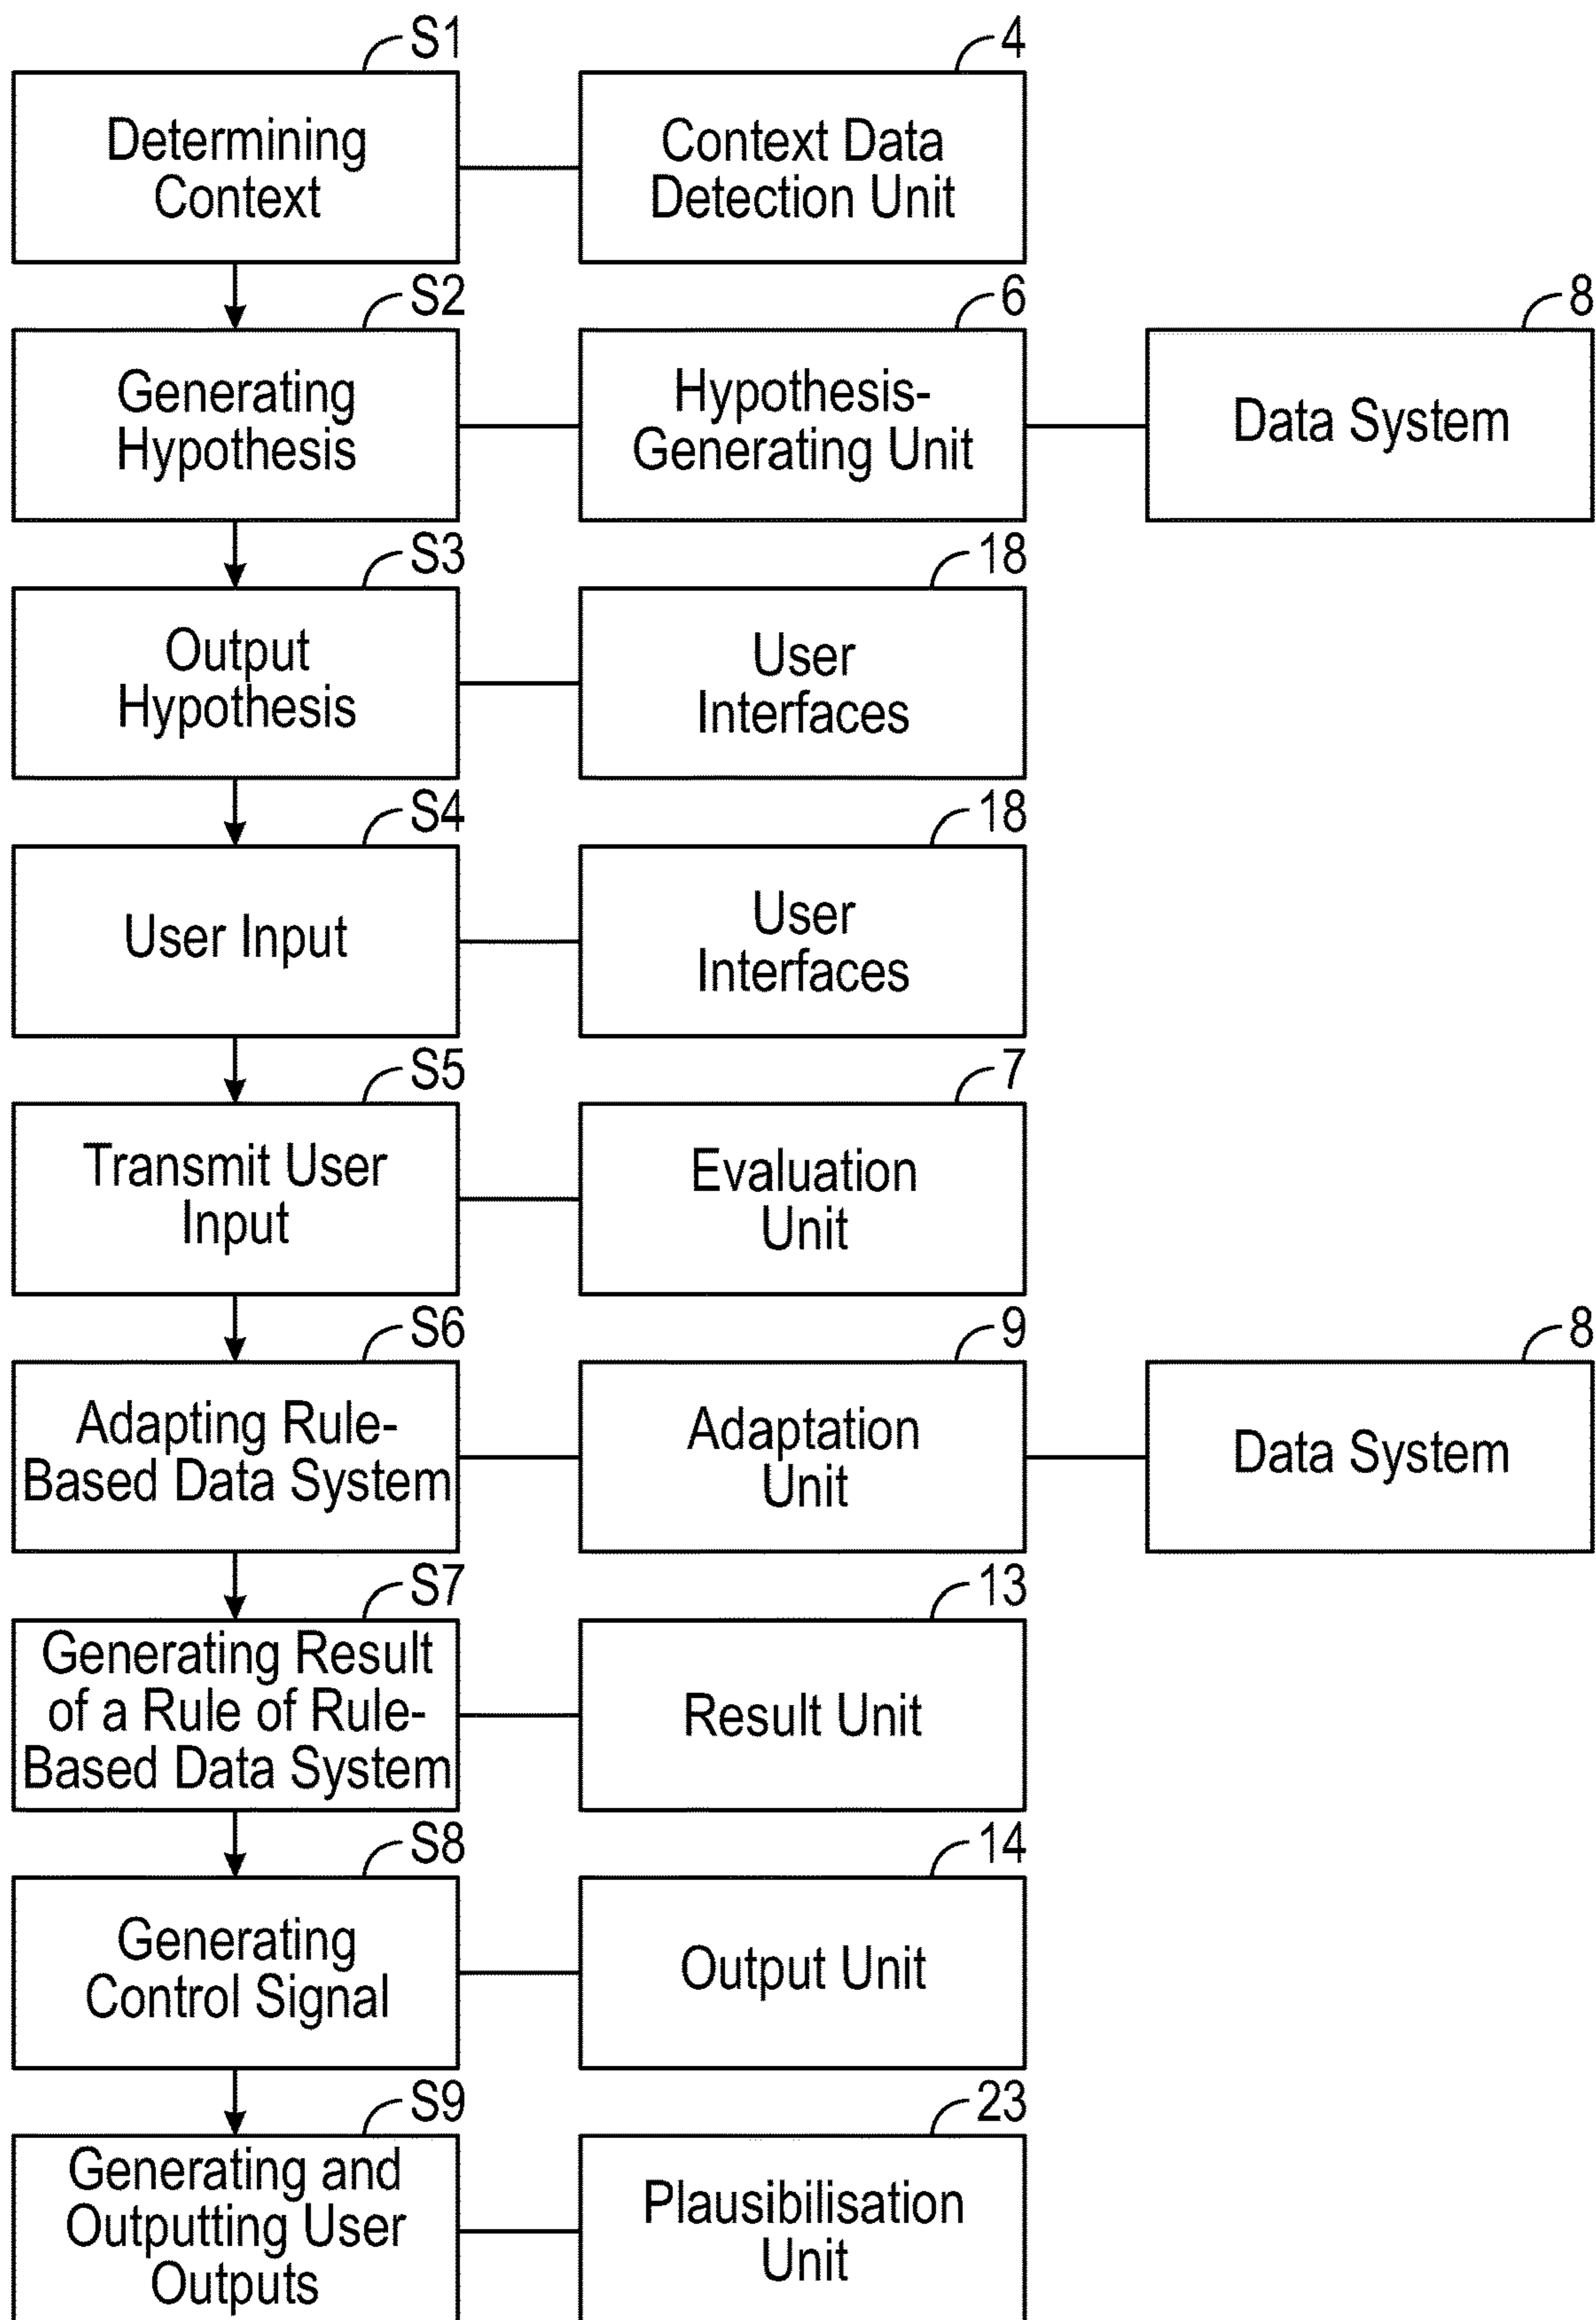 S1
4
Determining
Context
Context Data
Detection Unit
S2
6
8
Generating
Hypothesis
Hypothesis-
Generating Unit
Data System
S3
18
Output
Hypothesis
User
Interfaces
S4
18
User Input
User
Interfaces
S5
7
Transmit User
Input
Evaluation
Unit
S6
9
8
Adapting Rule-
Based Data System
Adaptation
Unit
Data System
S7
13
Generating Result
of a Rule of Rule-
Based Data System
Result Unit
S8
14
Generating
Control Signal
Output Unit
S9
23
Generating and
Outputting User
Outputs
Plausibilisation
Unit